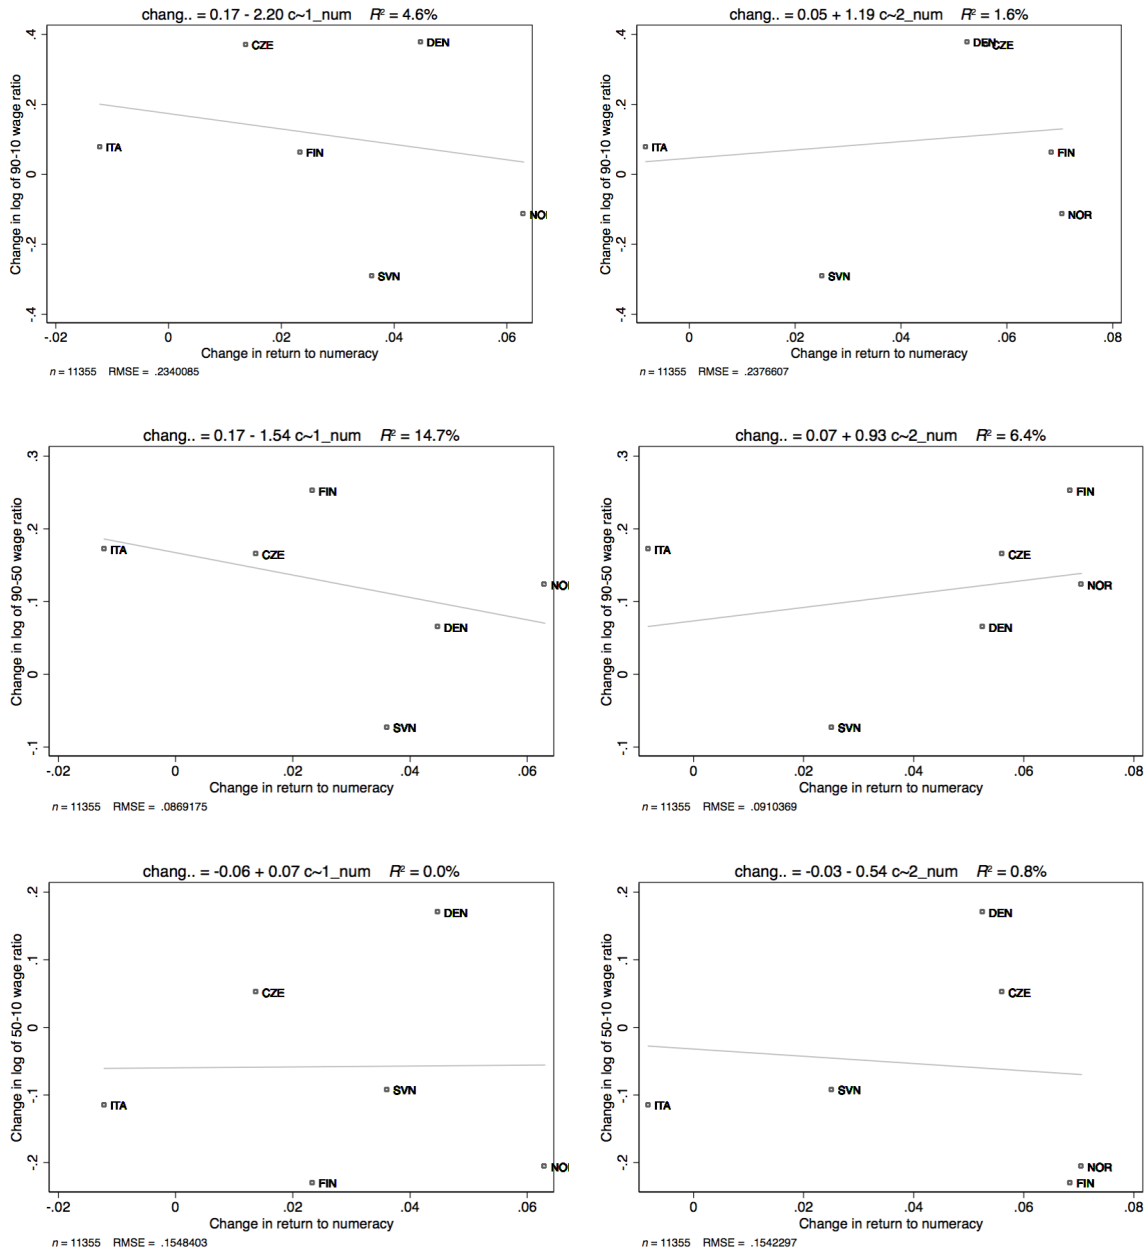 chang.. = 0.17 - 2.20 c~1_num R² = 4.6%
Change in log of 90-10 wage ratio
.4
.2
0
-.2
-.4
CZE
DEN
ITA
FIN
NOI
SVN
-.02
0
.02
.04
.06
Change in return to numeracy
n = 11355 RMSE = .2340085
chang.. = 0.05 + 1.19 c~2_num R² = 1.6%
Change in log of 90-10 wage ratio
.4
.2
0
-.2
-.4
DEN
CZE
ITA
FIN
NOR
SVN
0
.02
.04
.06
.08
Change in return to numeracy
n = 11355 RMSE = .2376607
chang.. = 0.17 - 1.54 c~1_num R² = 14.7%
Change in log of 90-50 wage ratio
.3
.2
.1
0
-.1
FIN
ITA
CZE
NOI
DEN
SVN
-.02
0
.02
.04
.06
Change in return to numeracy
n = 11355 RMSE = .0869175
chang.. = 0.07 + 0.93 c~2_num R² = 6.4%
Change in log of 90-50 wage ratio
.3
.2
.1
0
-.1
FIN
ITA
CZE
NOR
DEN
SVN
0
.02
.04
.06
.08
Change in return to numeracy
n = 11355 RMSE = .0910369
chang.. = -0.06 + 0.07 c~1_num R² = 0.0%
Change in log of 50-10 wage ratio
.2
.1
0
-.1
-.2
DEN
CZE
SVN
ITA
NOI
FIN
-.02
0
.02
.04
.06
Change in return to numeracy
n = 11355 RMSE = .1548403
chang.. = -0.03 - 0.54 c~2_num R² = 0.8%
Change in log of 50-10 wage ratio
.2
.1
0
-.1
-.2
DEN
CZE
SVN
ITA
NOR
FIN
0
.02
.04
.06
.08
Change in return to numeracy
n = 11355 RMSE = .1542297